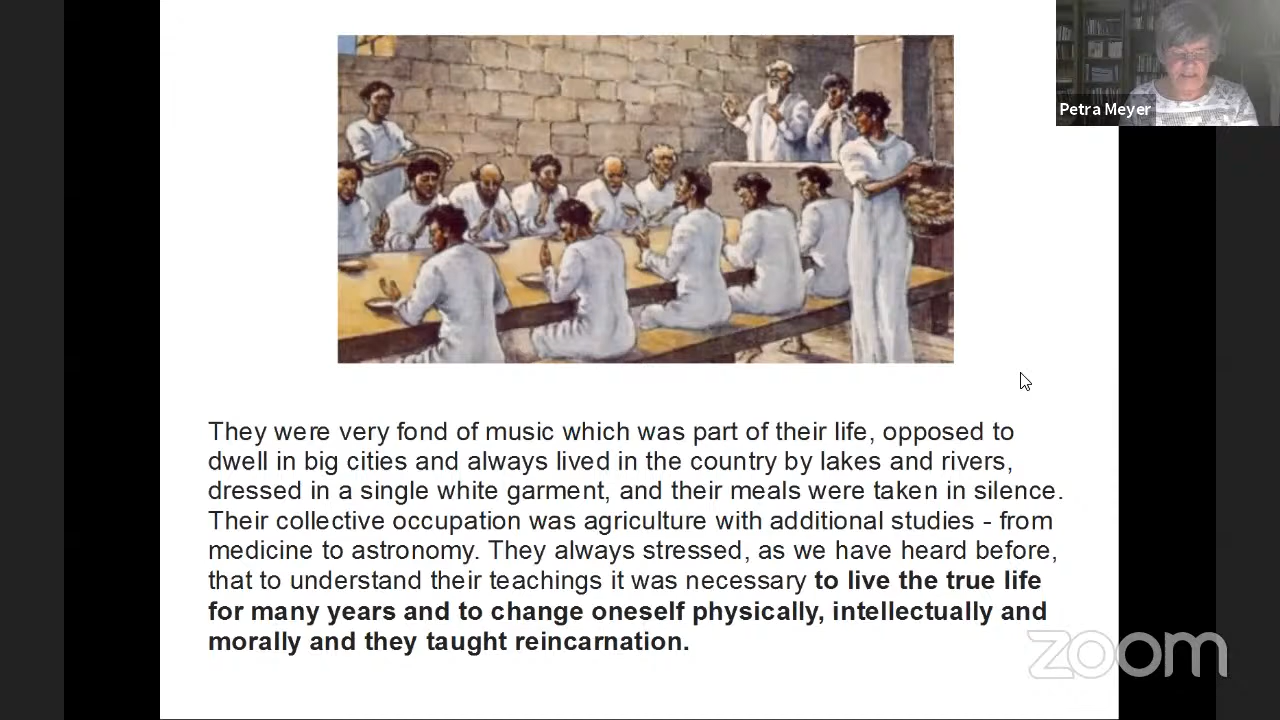 Petra Meyer
They were very fond of music which was part of their life, opposed to
dwell in big cities and always lived in the country by lakes and rivers,
dressed in a single white garment, and their meals were taken in silence.
Their collective occupation was agriculture with additional studies - from
medicine to astronomy. They always stressed, as we have heard before,
that to understand their teachings it was necessary to live the true life
for many years and to change oneself physically, intellectually and
morally and they taught reincarnation.
zoom